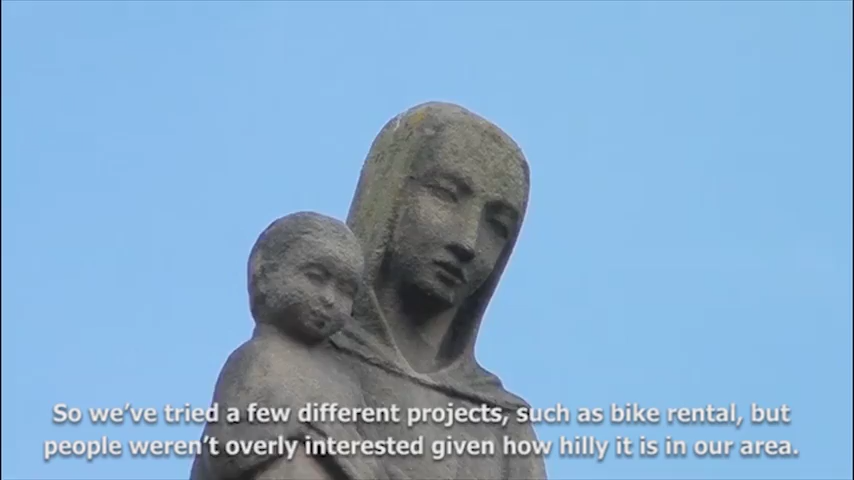 So we've tried a few different projects, such as bike rental, but
people weren't overly interested given how hilly it is in our area.